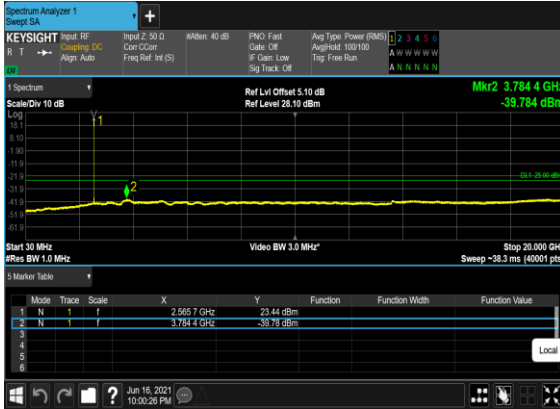 Spectrum Analyzer 1
Swept SA
+
KEYSIGHT Input: RF Input Z: 50 Ω #Atten: 40 dB PNO: Fast Avg Type: Power (RMS) 1 2 3 4 5 6
R T Coupling: DC Corr CCorr Gate: Off Avg|Hold: 100/100 A W W W W W
Align: Auto Freq Ref: Int (S) IF Gain: Low Trig: Free Run
Sig Track: Off A N N N N N
1 Spectrum Ref Lvl Offset 5.10 dB Mkr2 3.784 4 GHz
Scale/Div 10 dB Ref Level 28.10 dBm -39.784 dBm
Log
18.1
8.10
-1.90
-11.9
-21.9
-31.9
-41.9
-51.9
-61.9
1
2
DL1 -25.00 dBm
Start 30 MHz Video BW 3.0 MHz* Stop 20.000 GHz
#Res BW 1.0 MHz Sweep ~38.3 ms (40001 pts)
5 Marker Table
Mode Trace Scale X Y Function Function Width Function Value
1 N 1 f 2.565 7 GHz 23.44 dBm
2 N 1 f 3.784 4 GHz -39.78 dBm
3
4
5
6
Local
? Jun 16, 2021
10:00:26 PM